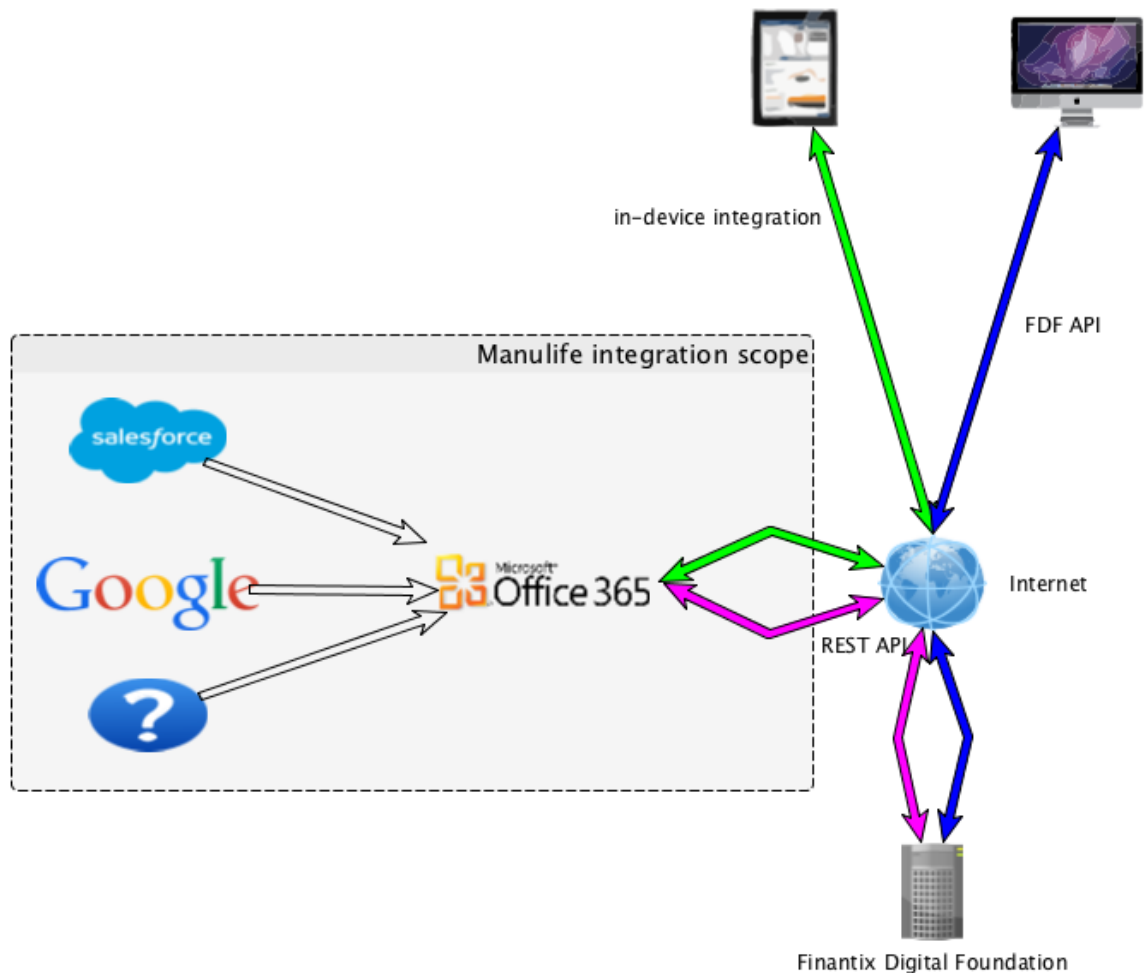 in-device integration
FDF API
Manulife integration scope
salesforce
Google
Microsoft®
Office 365
?
Internet
REST API
Finantix Digital Foundation